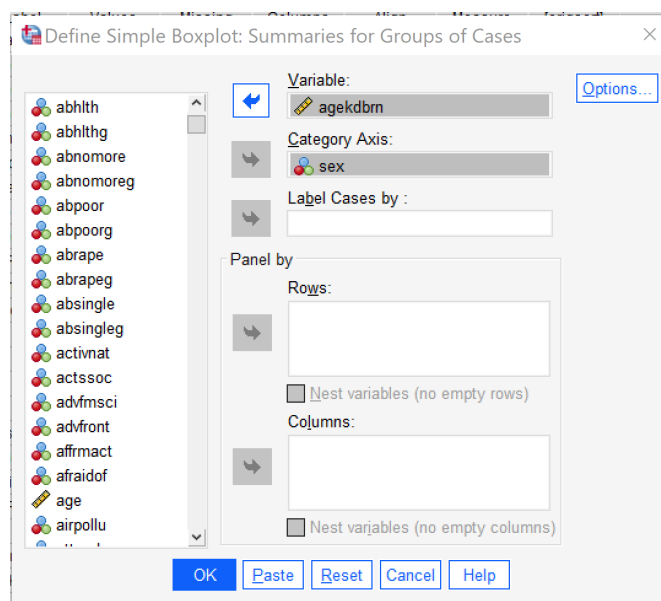 Define Simple Boxplot: Summaries for Groups of Cases
Variable:
agekdbrn
Options...
Category Axis:
sex
Label Cases by :
abhlth
abhlthg
abnomore
abnomoreg
abpoor
abpoorg
abrape
abrapeg
absingle
absingleg
activnat
actssoc
advfmsci
advfront
affrmact
afraidof
age
airpollu
Panel by
Rows:
Nest variables (no empty rows)
Columns:
Nest variables (no empty columns)
OK
Paste
Reset
Cancel
Help